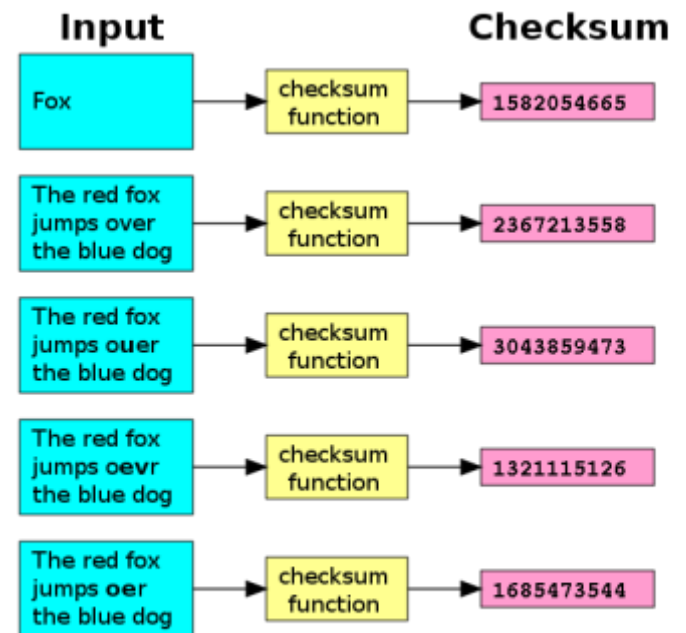 Input
Checksum
Fox
checksum
function
1582054665
The red fox
jumps over
the blue dog
checksum
function
2367213558
The red fox
jumps ouer
the blue dog
checksum
function
3043859473
The red fox
jumps oevr
the blue dog
checksum
function
1321115126
The red fox
jumps oer
the blue dog
checksum
function
1685473544